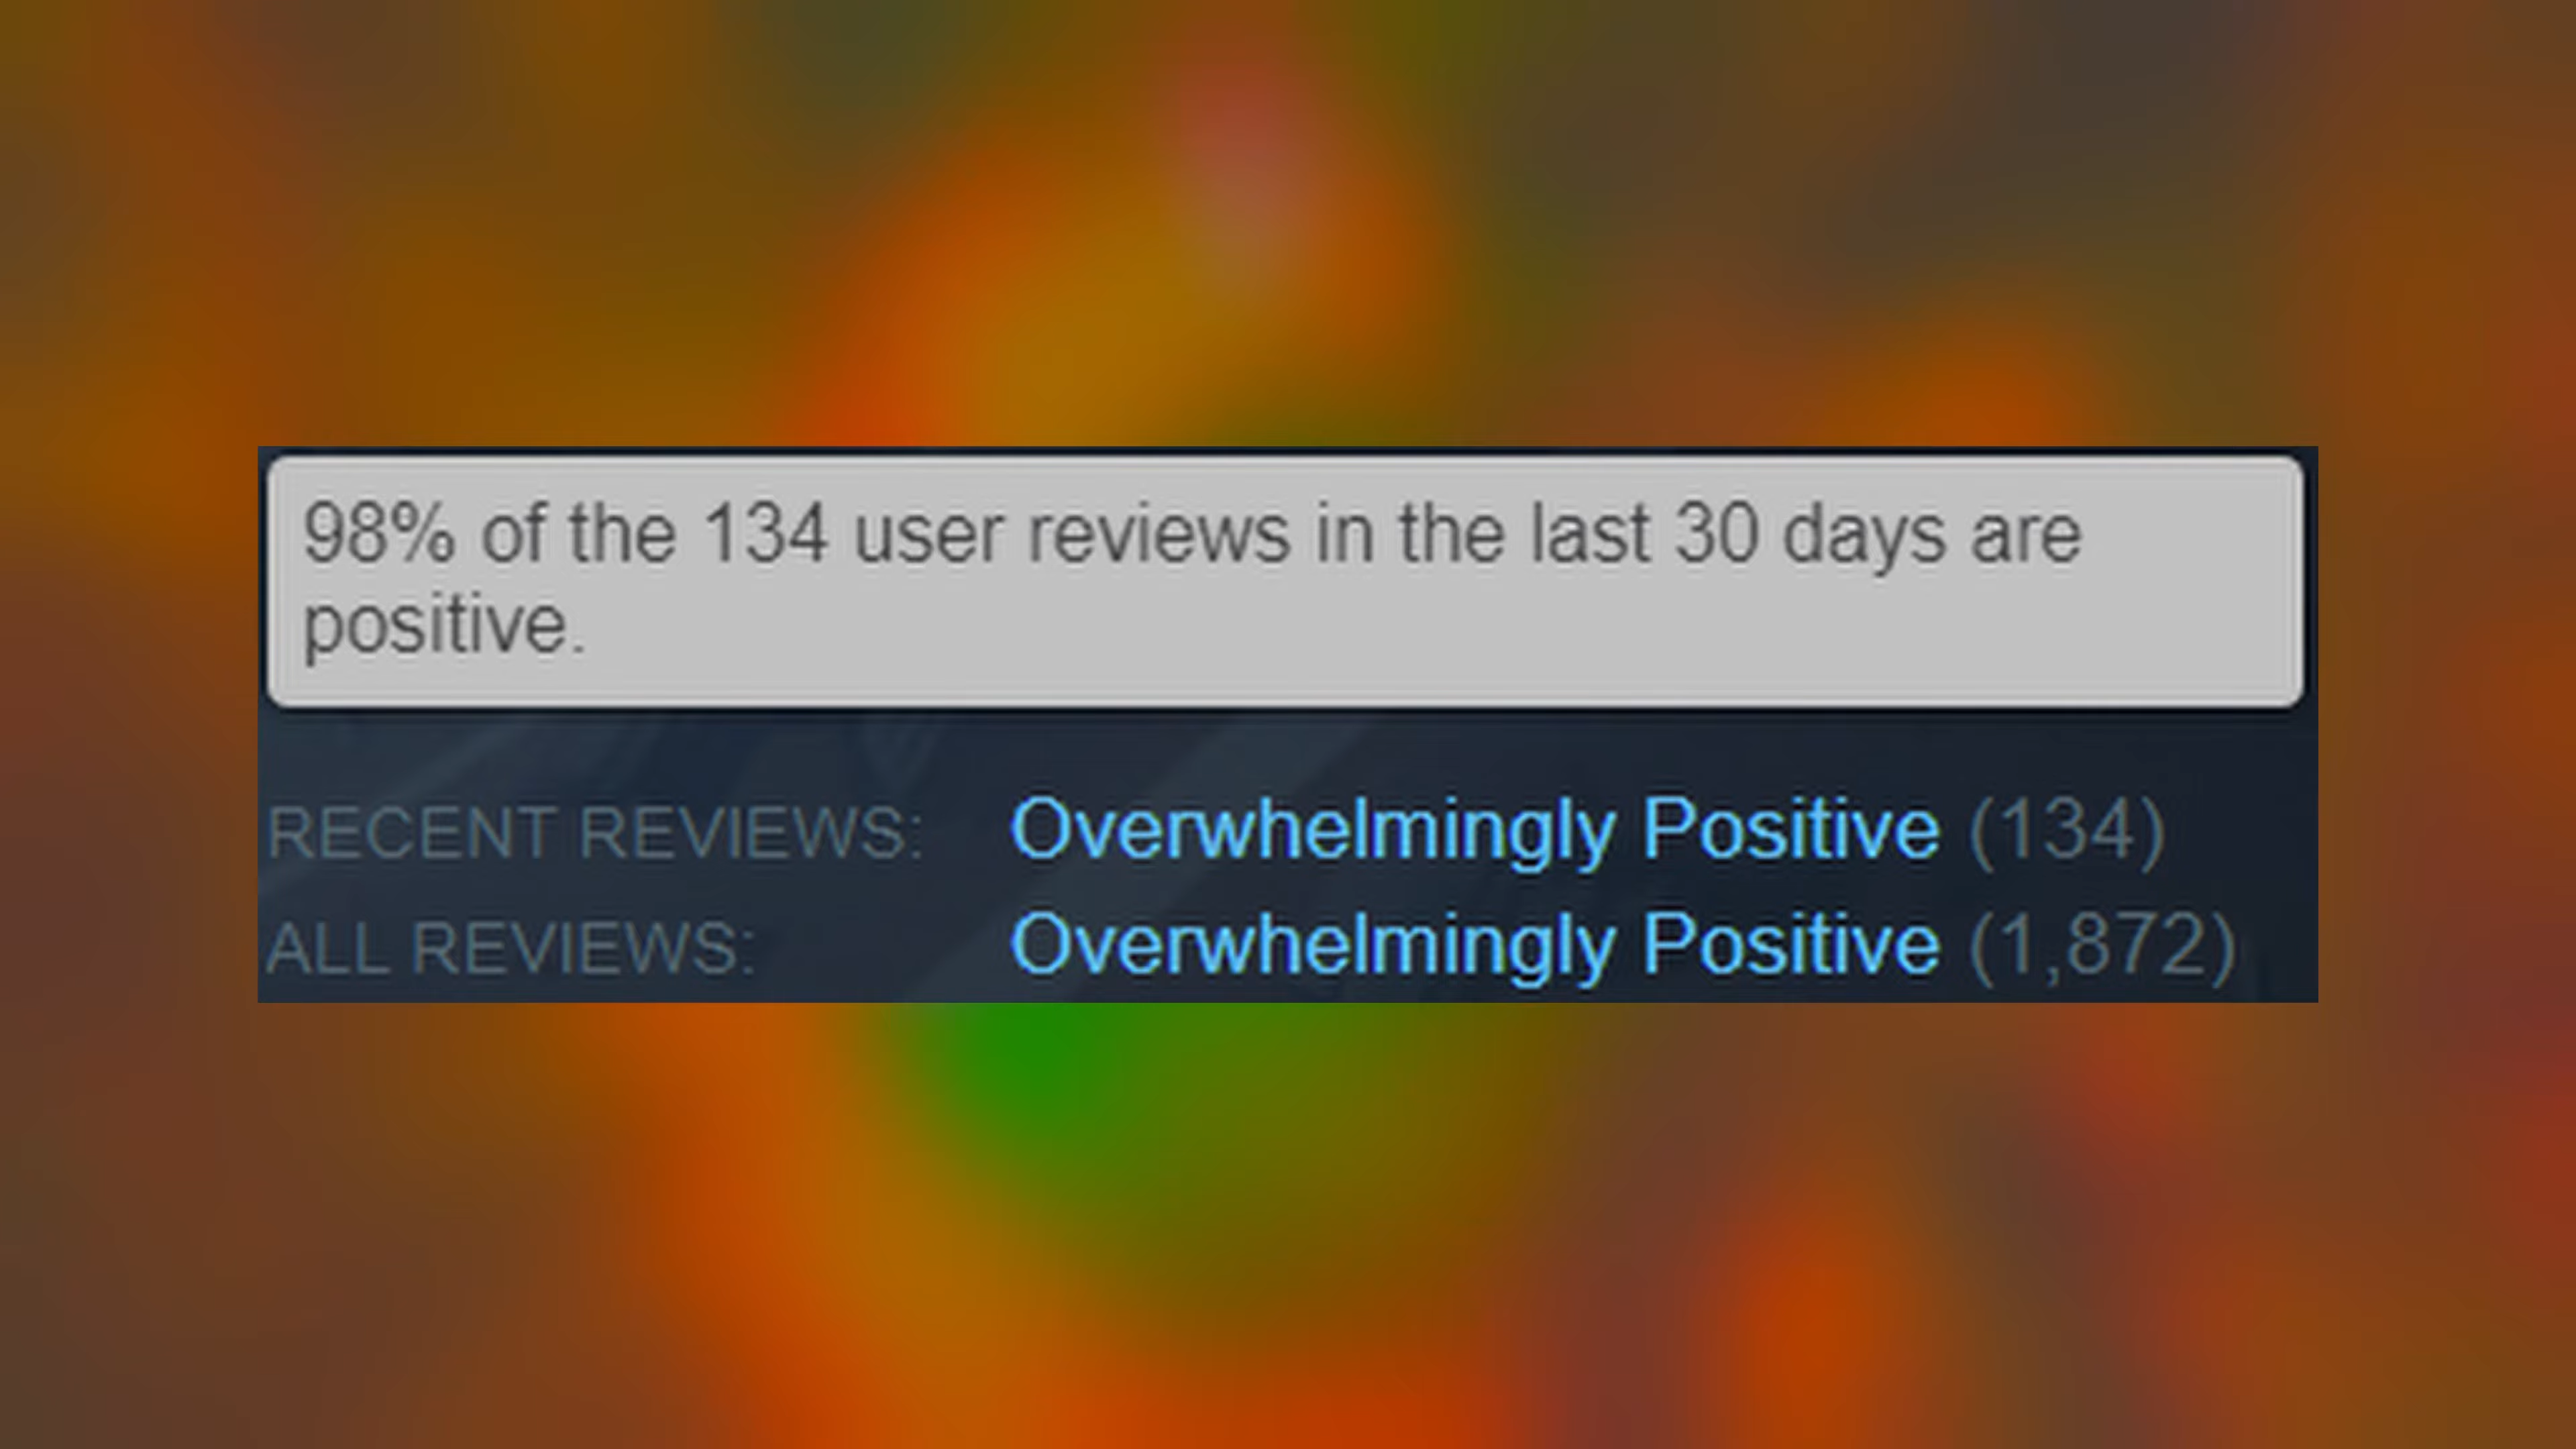 98% of the 134 user reviews in the last 30 days are
positive.
RECENT REVIEWS: Overwhelmingly Positive (134)
ALL REVIEWS: Overwhelmingly Positive (1,872)